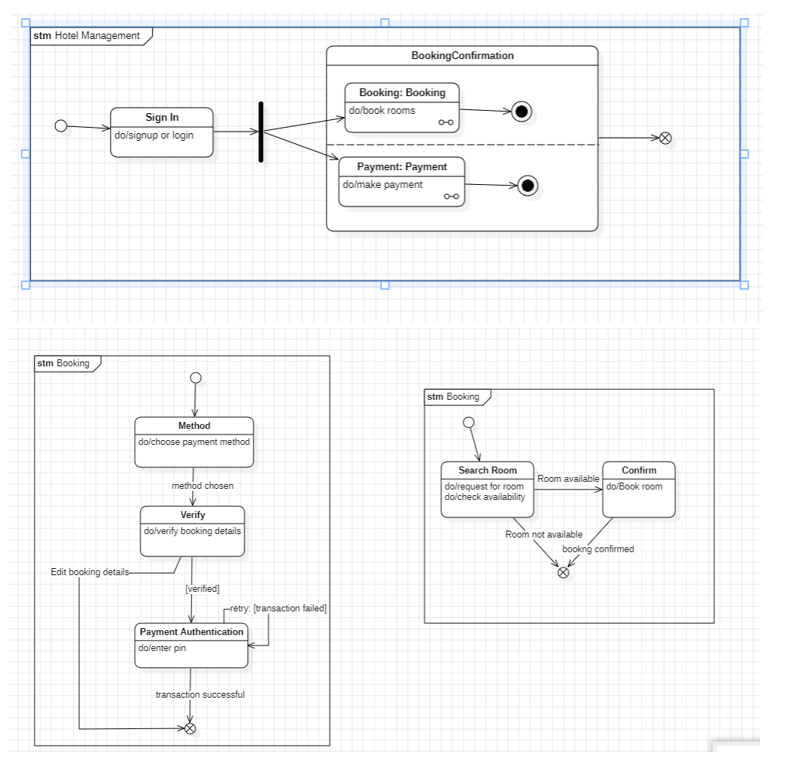 stm Hotel Management
BookingConfirmation
Sign In
do/signup or login
Booking: Booking
do/book rooms
Payment: Payment
do/make payment
stm Booking
Method
do/choose payment method
method chosen
Verify
do/verify booking details
Edit booking details
[verified]
retry: [transaction failed]
Payment Authentication
do/enter pin
transaction successful
stm Booking
Search Room
do/request for room
do/check availability
Room available
Confirm
do/Book room
Room not available
bookng confirmed